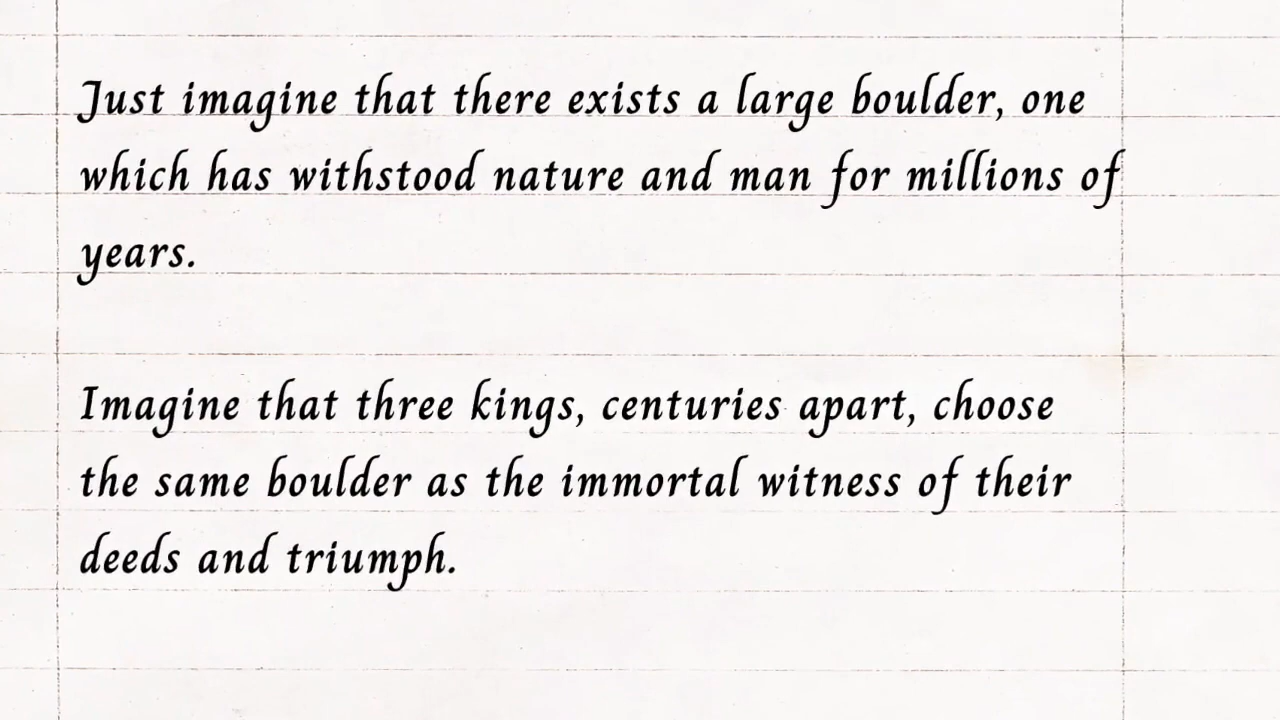 Just imagine that there exists a large boulder, one
which has withstood nature and man for millions of
years.
Imagine that three kings, centuries apart, choose
the same boulder as the immortal witness of their
deeds and triumph.